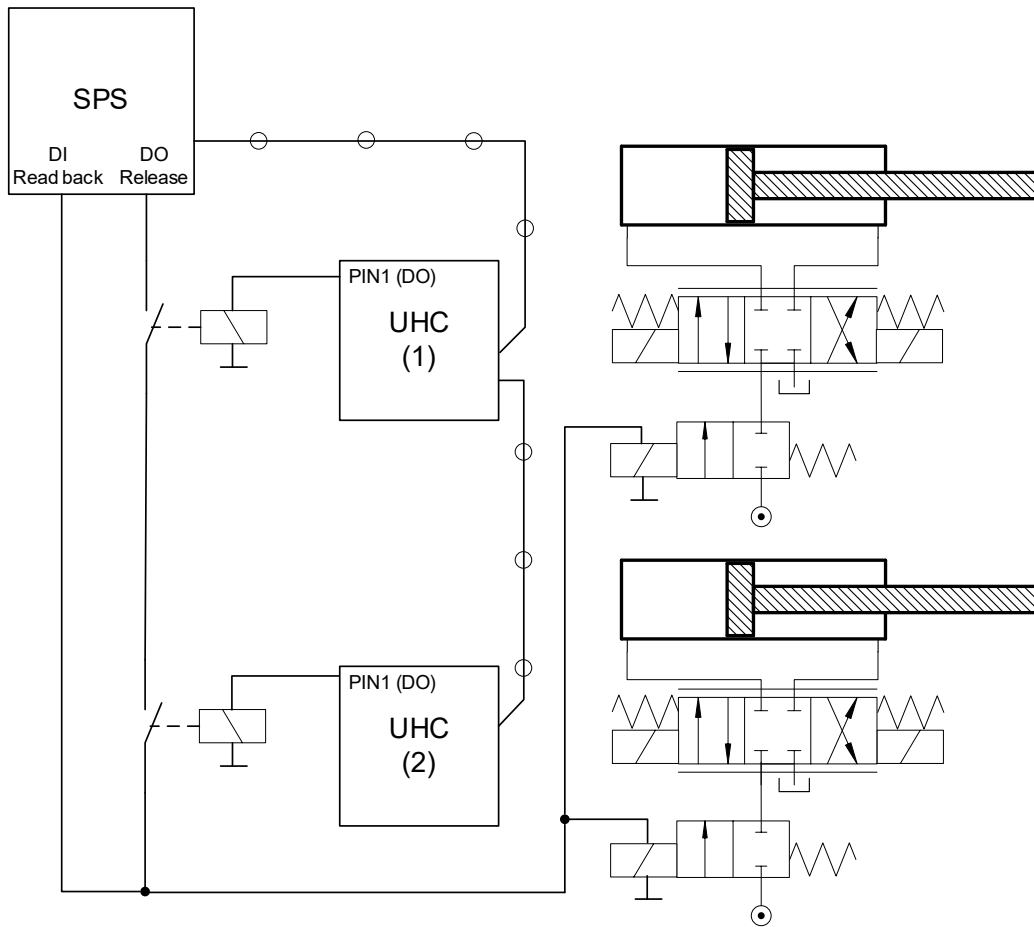 SPS
DI
Read back
DO
Release
PIN1 (DO)
UHC
(1)
PIN1 (DO)
UHC
(2)